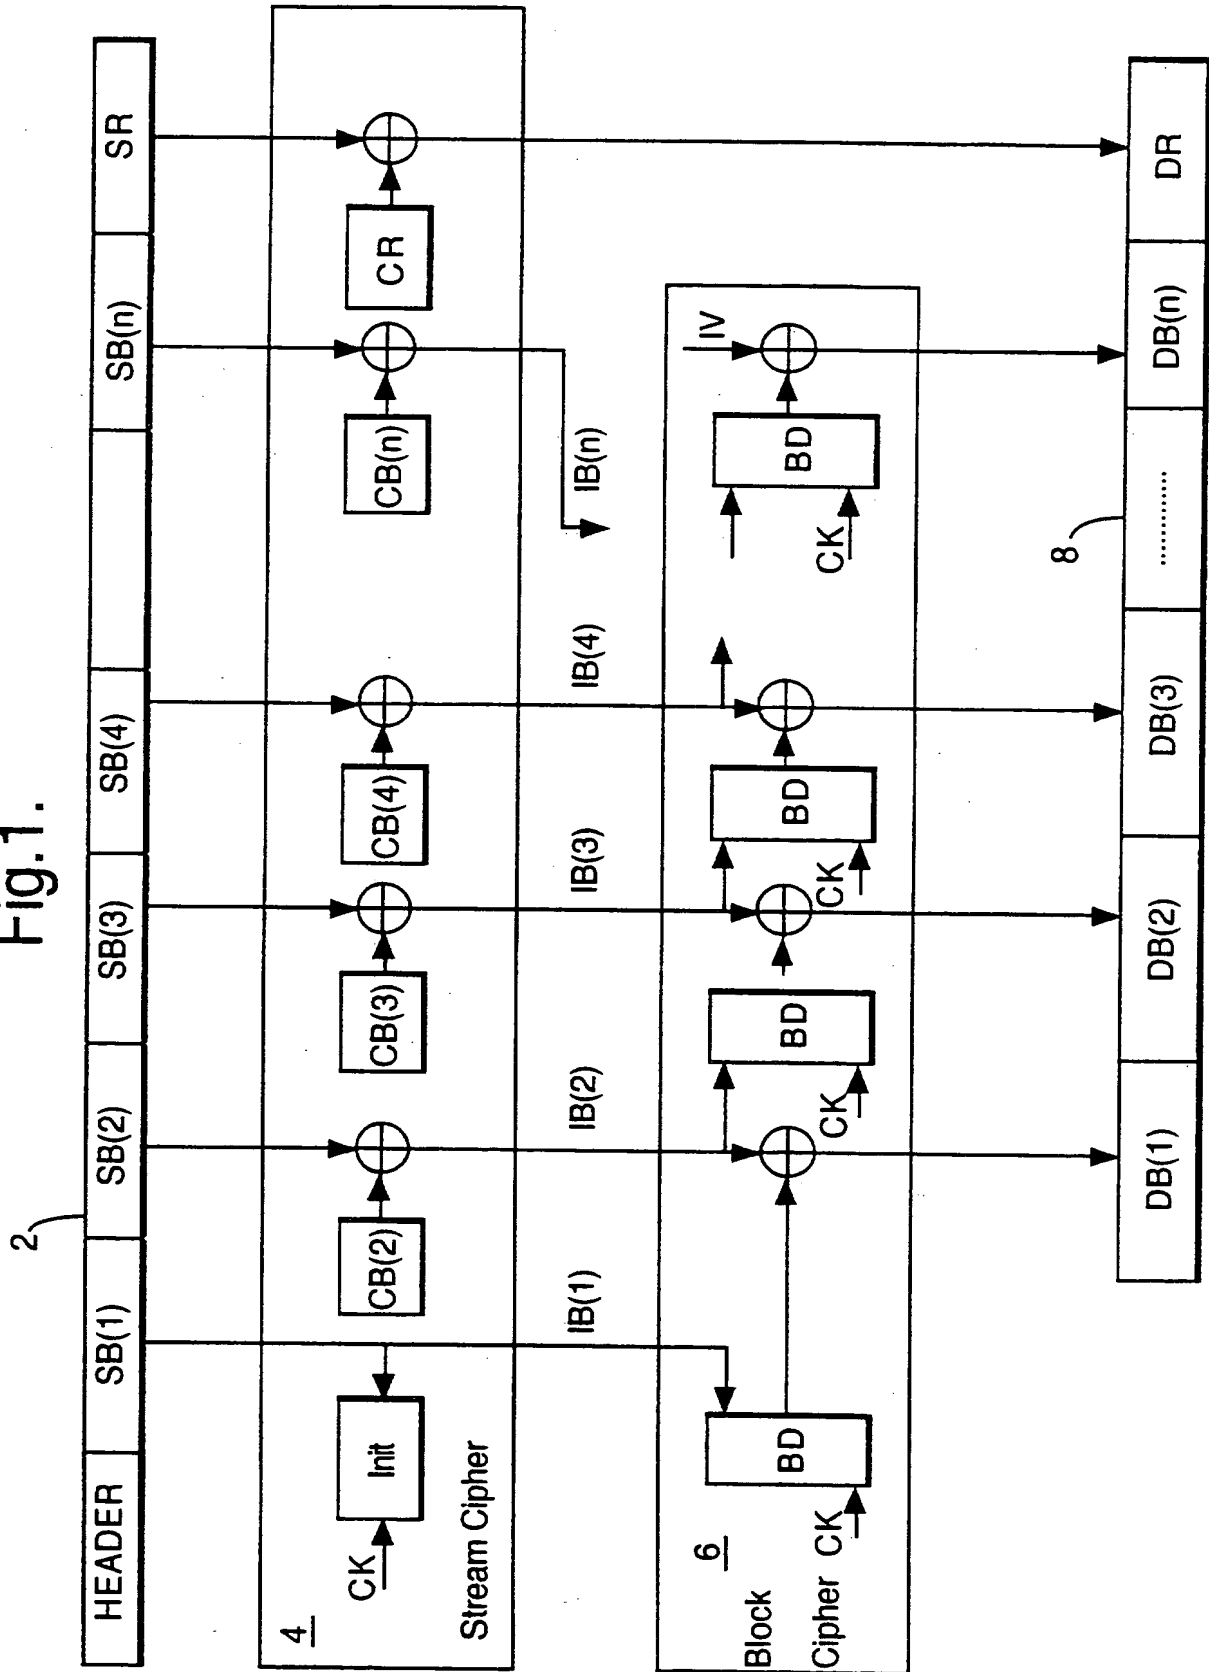 Fig.1.
2
HEADER SB(1) SB(2) SB(3) SB(4) SB(n) SR
4
CK Init CB(2) CB(3) CB(4) CB(n) CR
Stream Cipher
IB(1) IB(2) IB(3) IB(4) IB(n)
6
IV
BD BD BD BD BD
Block
Cipher CK CK CK CK
8
DB(1) DB(2) DB(3) ............. DB(n) DR